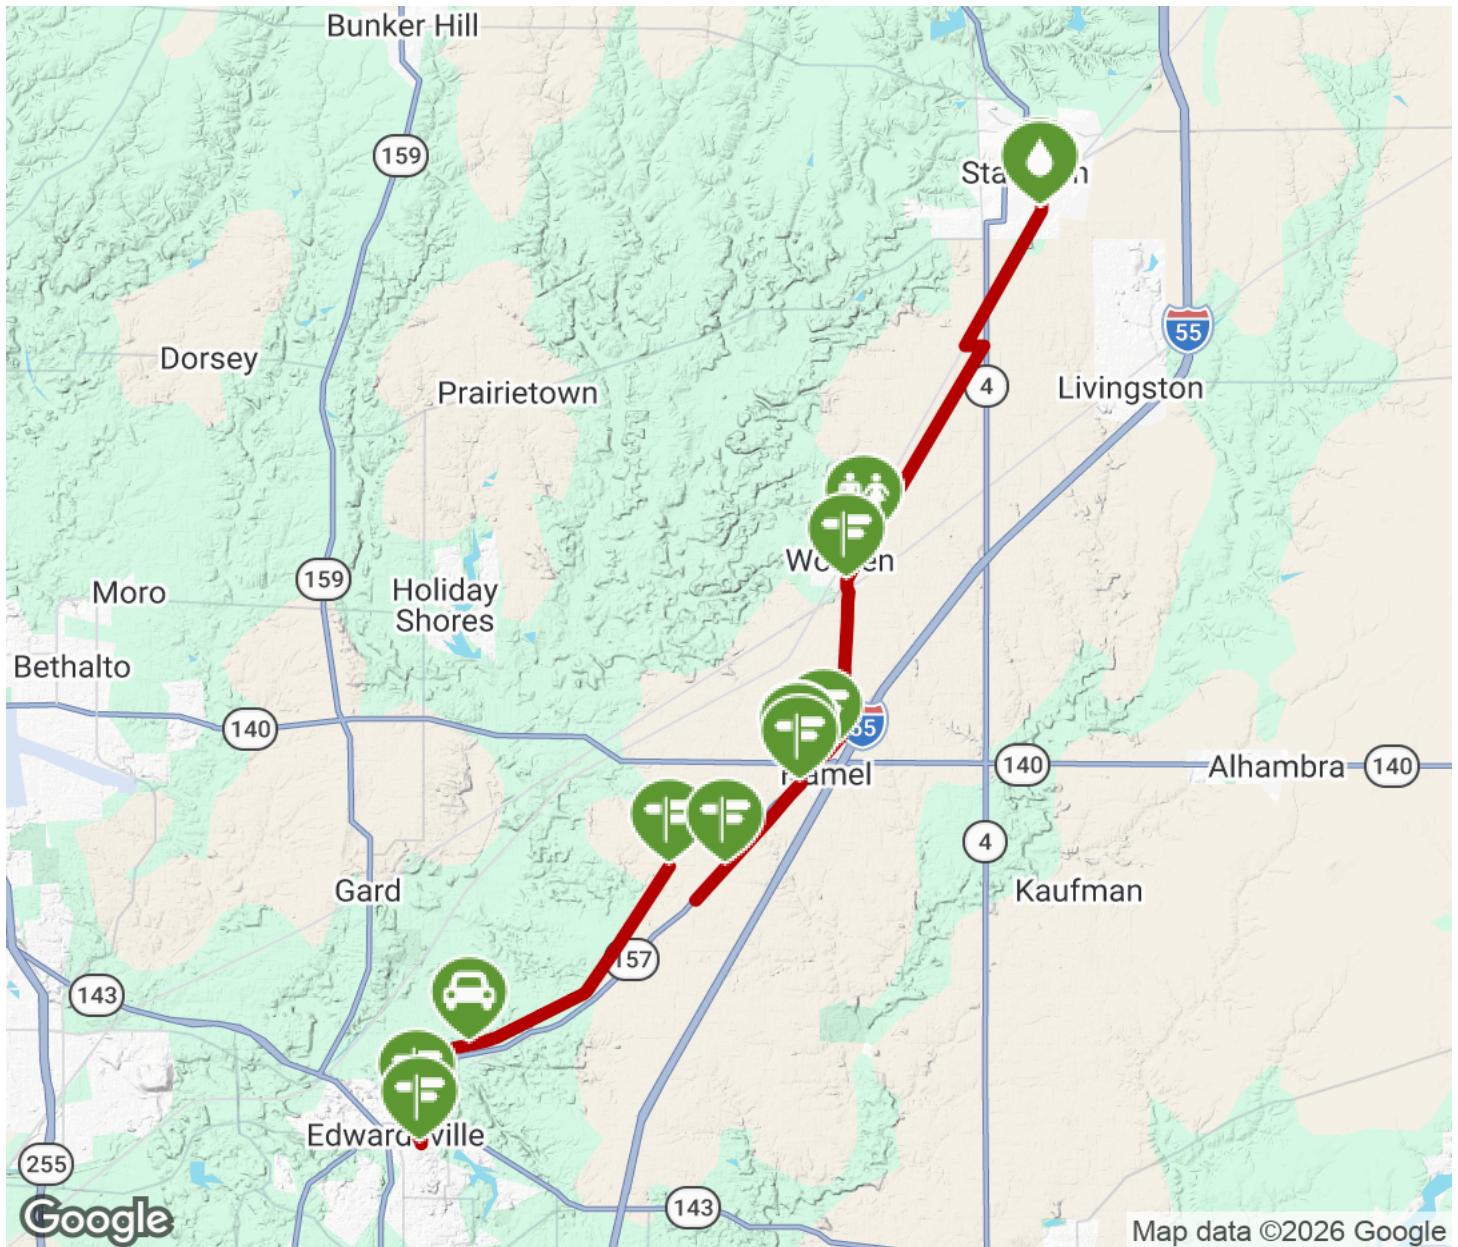 Bunker Hill
159
55
Dorsey
Prairietown
4
Livingston
159
Holiday
Shores
Moro
Bethalto
140
140
Alhambra
140
4
Gard
Kaufman
157
143
255
143
Google
Map data ©2026 Google